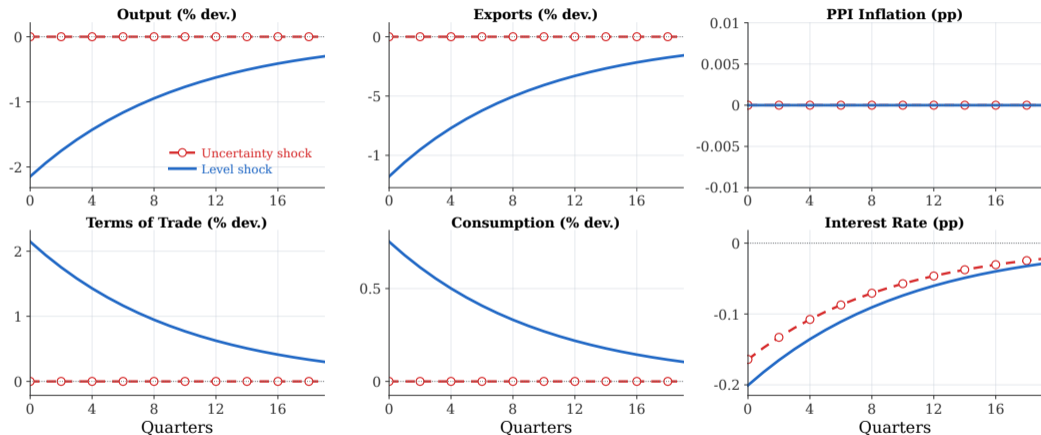 Output (% dev.)
0
-1
-2
0 4 8 12 16
Uncertainty shock
Level shock
Exports (% dev.)
0
-5
-1
0 4 8 12 16
PPI Inflation (pp)
0.01
0.005
0
-0.005
-0.01
0 4 8 12 16
Terms of Trade (% dev.)
2
1
0
0 4 8 12 16
Quarters
Consumption (% dev.)
0.5
0
0 4 8 12 16
Quarters
Interest Rate (pp)
0
-0.1
-0.2
0 4 8 12 16
Quarters